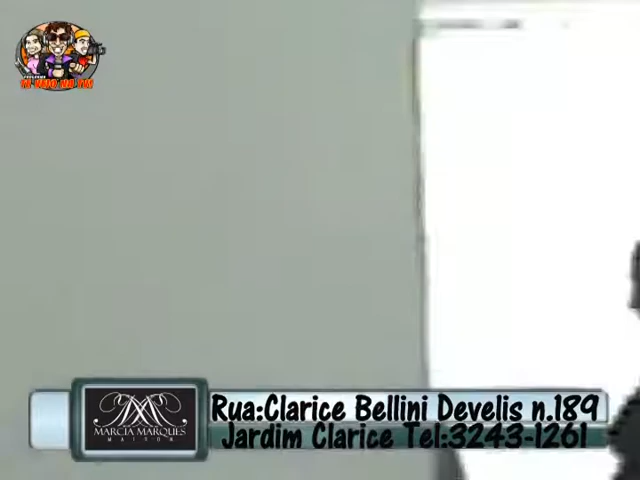 MARCIA MARQUES
MAISON
Rua:Clarice Bellini Develis n.189
Jardim Clarice Tel:3243-1261